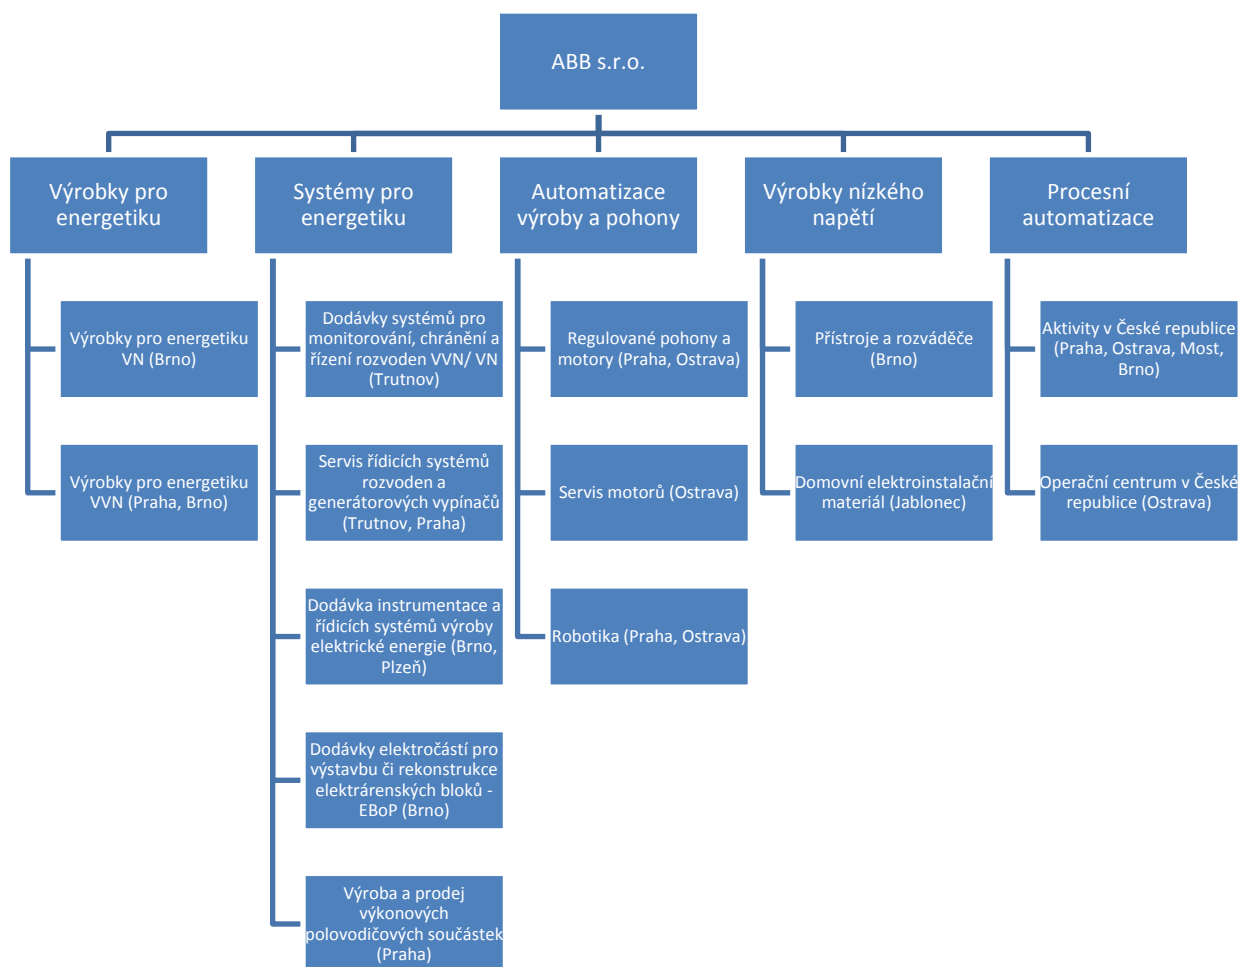 ABB s.r.o.
Výrobky pro
energetiku
Systémy pro
energetiku
Automatizace
výroby a pohony
Výrobky nízkého
napětí
Procesní
automatizace
Výrobky pro energetiku
VN (Brno)
Výrobky pro energetiku
VVN (Praha, Brno)
Dodávky systémů pro
monitorování, chránění a
řízení rozvoden VVN/ VN
(Trutnov)
Servis řídicích systémů
rozvoden a
generátorových vypínačů
(Trutnov, Praha)
Dodávka instrumentace a
řídicích systémů výroby
elektrické energie (Brno,
Plzeň)
Dodávky elektročástí pro
výstavbu či rekonstrukce
elektrárenských bloků -
EBoP (Brno)
Výroba a prodej
výkonových
polovodičových součástek
(Praha)
Regulované pohony a
motory (Praha, Ostrava)
Servis motorů (Ostrava)
Robotika (Praha, Ostrava)
Přístroje a rozváděče
(Brno)
Domovní elektroinstalační
materiál (Jablonec)
Aktivity v České republice
(Praha, Ostrava, Most,
Brno)
Operační centrum v České
republice (Ostrava)